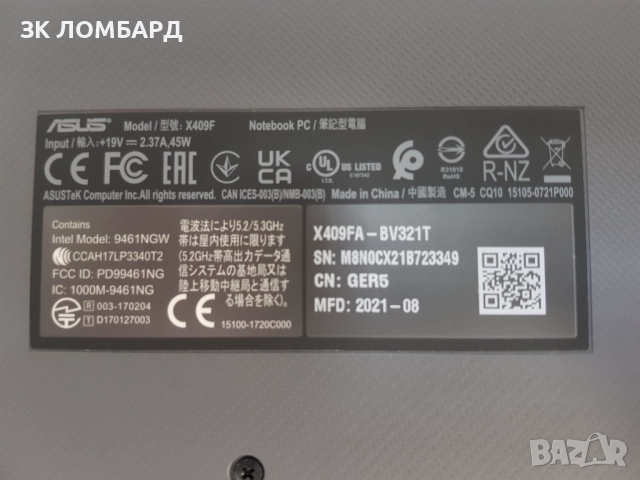 ЗК ЛОМБАРД
ASUS Model / 型號: X409F Notebook PC / 筆記型電腦
Input / 輸入: +19V ⎓ 2.37A,45W
CE FC UK CA c UL US LISTED R-NZ
E187242
R31018
RoHS
ASUSTeK Computer Inc.All rights reserved. CAN ICES-003(B)/NMB-003(B) Made in China / 中國製造 CM-5 CQ10 15105-0721P000
Contains
Intel Model: 9461NGW
CCAH17LP3340T2
FCC ID: PD99461NG
IC: 1000M-9461NG
R 003-170204
T D170127003
電波法により5.2/5.3GHz
帯は屋内使用に限ります。
(5.2GHz帯高出力データ通
信システムの基地局又は
陸上移動中継局と通信す
る場合を除く)。
CE 15100-1720C000
X409FA-BV321T
SN: M8N0CX21B723349
CN: GER5
MFD: 2021-08
BAZAR